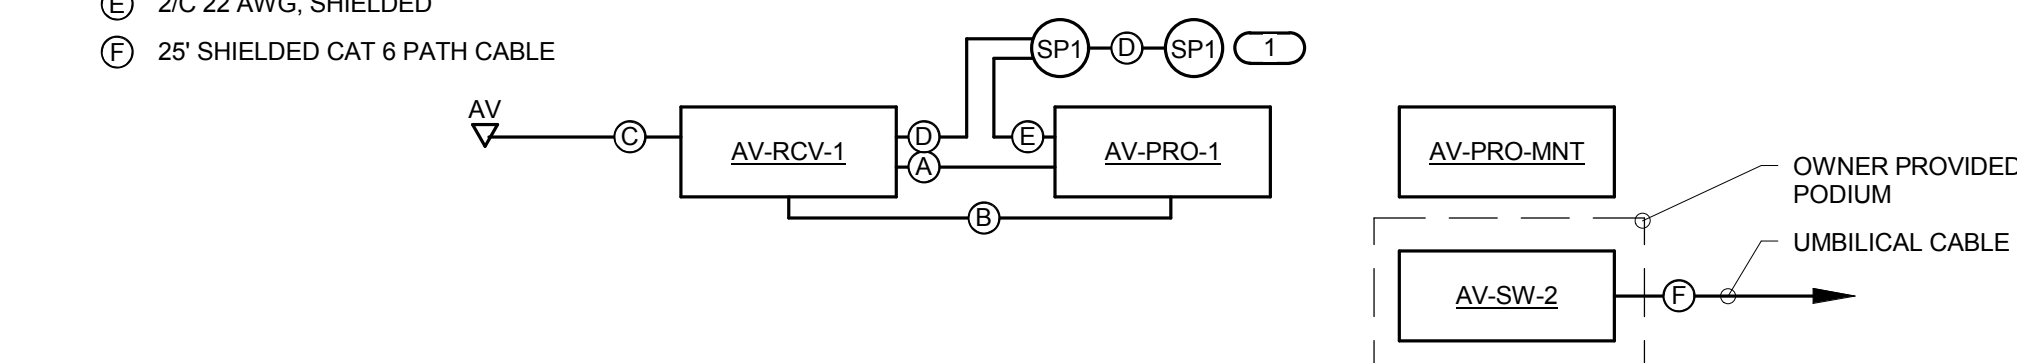 E 2/C 22 AWG, SHIELDED
F 25' SHIELDED CAT 6 PATH CABLE
SP1 D SP1 1
AV
C AV-RCV-1 D E AV-PRO-1 AV-PRO-MNT
A
B
OWNER PROVIDED
PODIUM
UMBILICAL CABLE
AV-SW-2 F